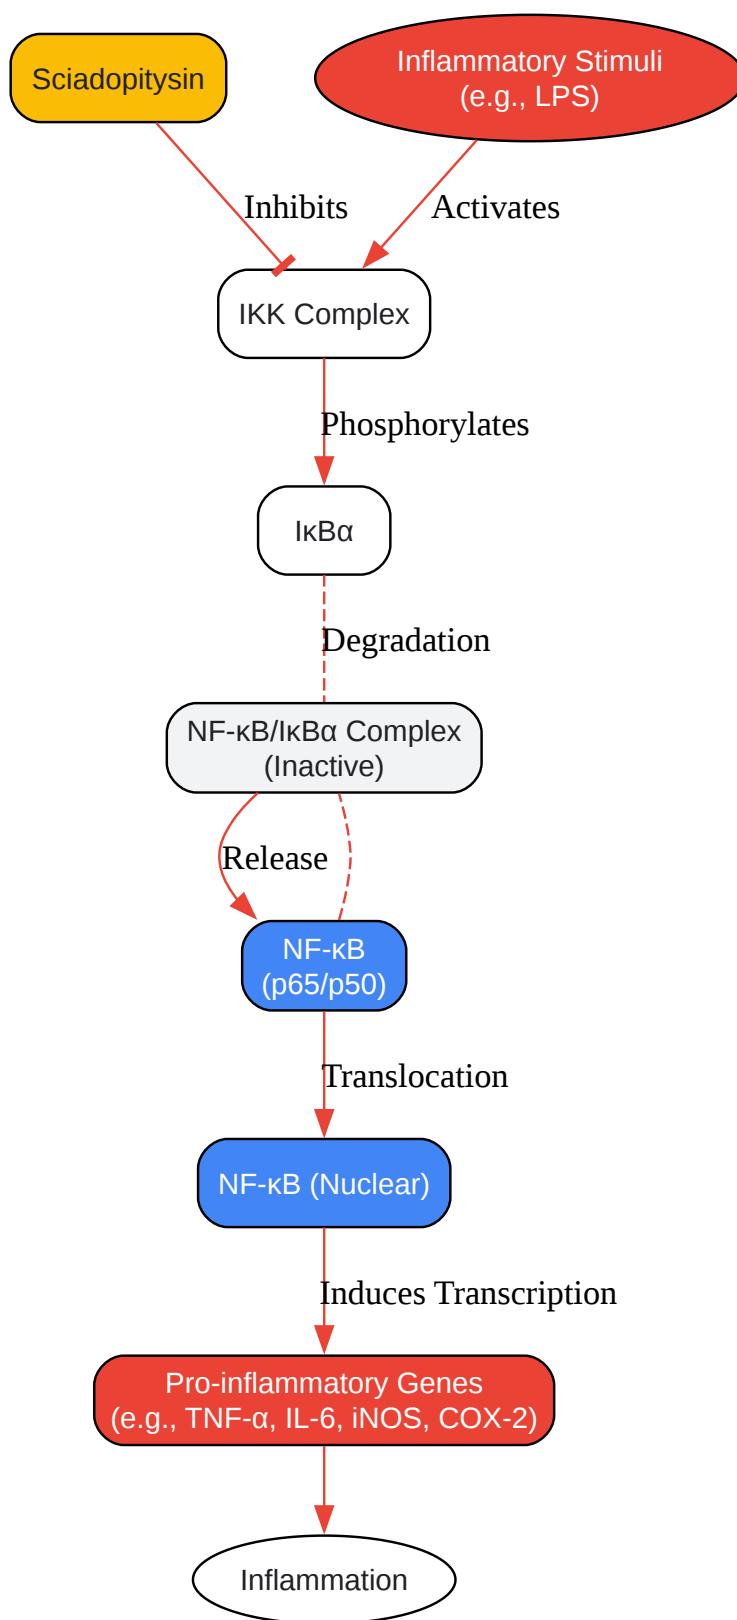 Sciadopitysin
Inflammatory Stimuli
(e.g., LPS)
Inhibits
Activates
IKK Complex
Phosphorylates
IκBα
Degradation
NF-κB/IκBα Complex
(Inactive)
Release
NF-κB
(p65/p50)
Translocation
NF-κB (Nuclear)
Induces Transcription
Pro-inflammatory Genes
(e.g., TNF-α, IL-6, iNOS, COX-2)
Inflammation